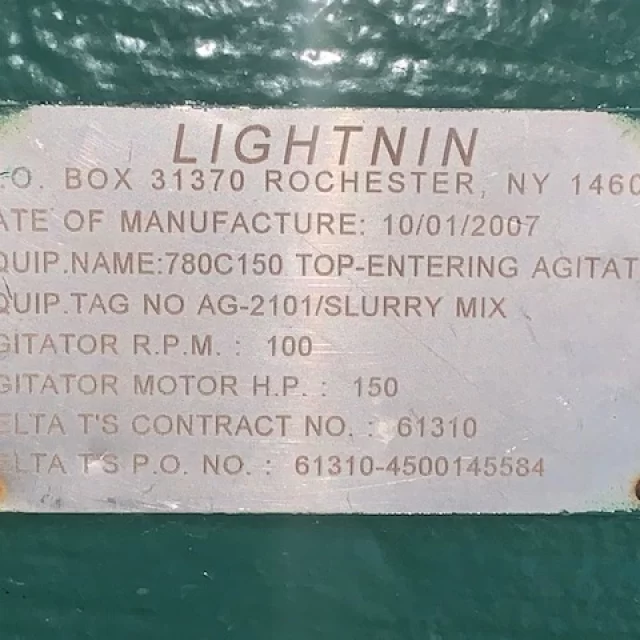 LIGHTNIN
.O. BOX 31370 ROCHESTER, NY 1460
ATE OF MANUFACTURE: 10/01/2007
QUIP.NAME:780C150 TOP-ENTERING AGITAT
QUIP.TAG NO AG-2101/SLURRY MIX
GITATOR R.P.M. : 100
GITATOR MOTOR H.P. : 150
ELTA T'S CONTRACT NO. : 61310
ELTA T'S P.O. NO. : 61310-4500145584